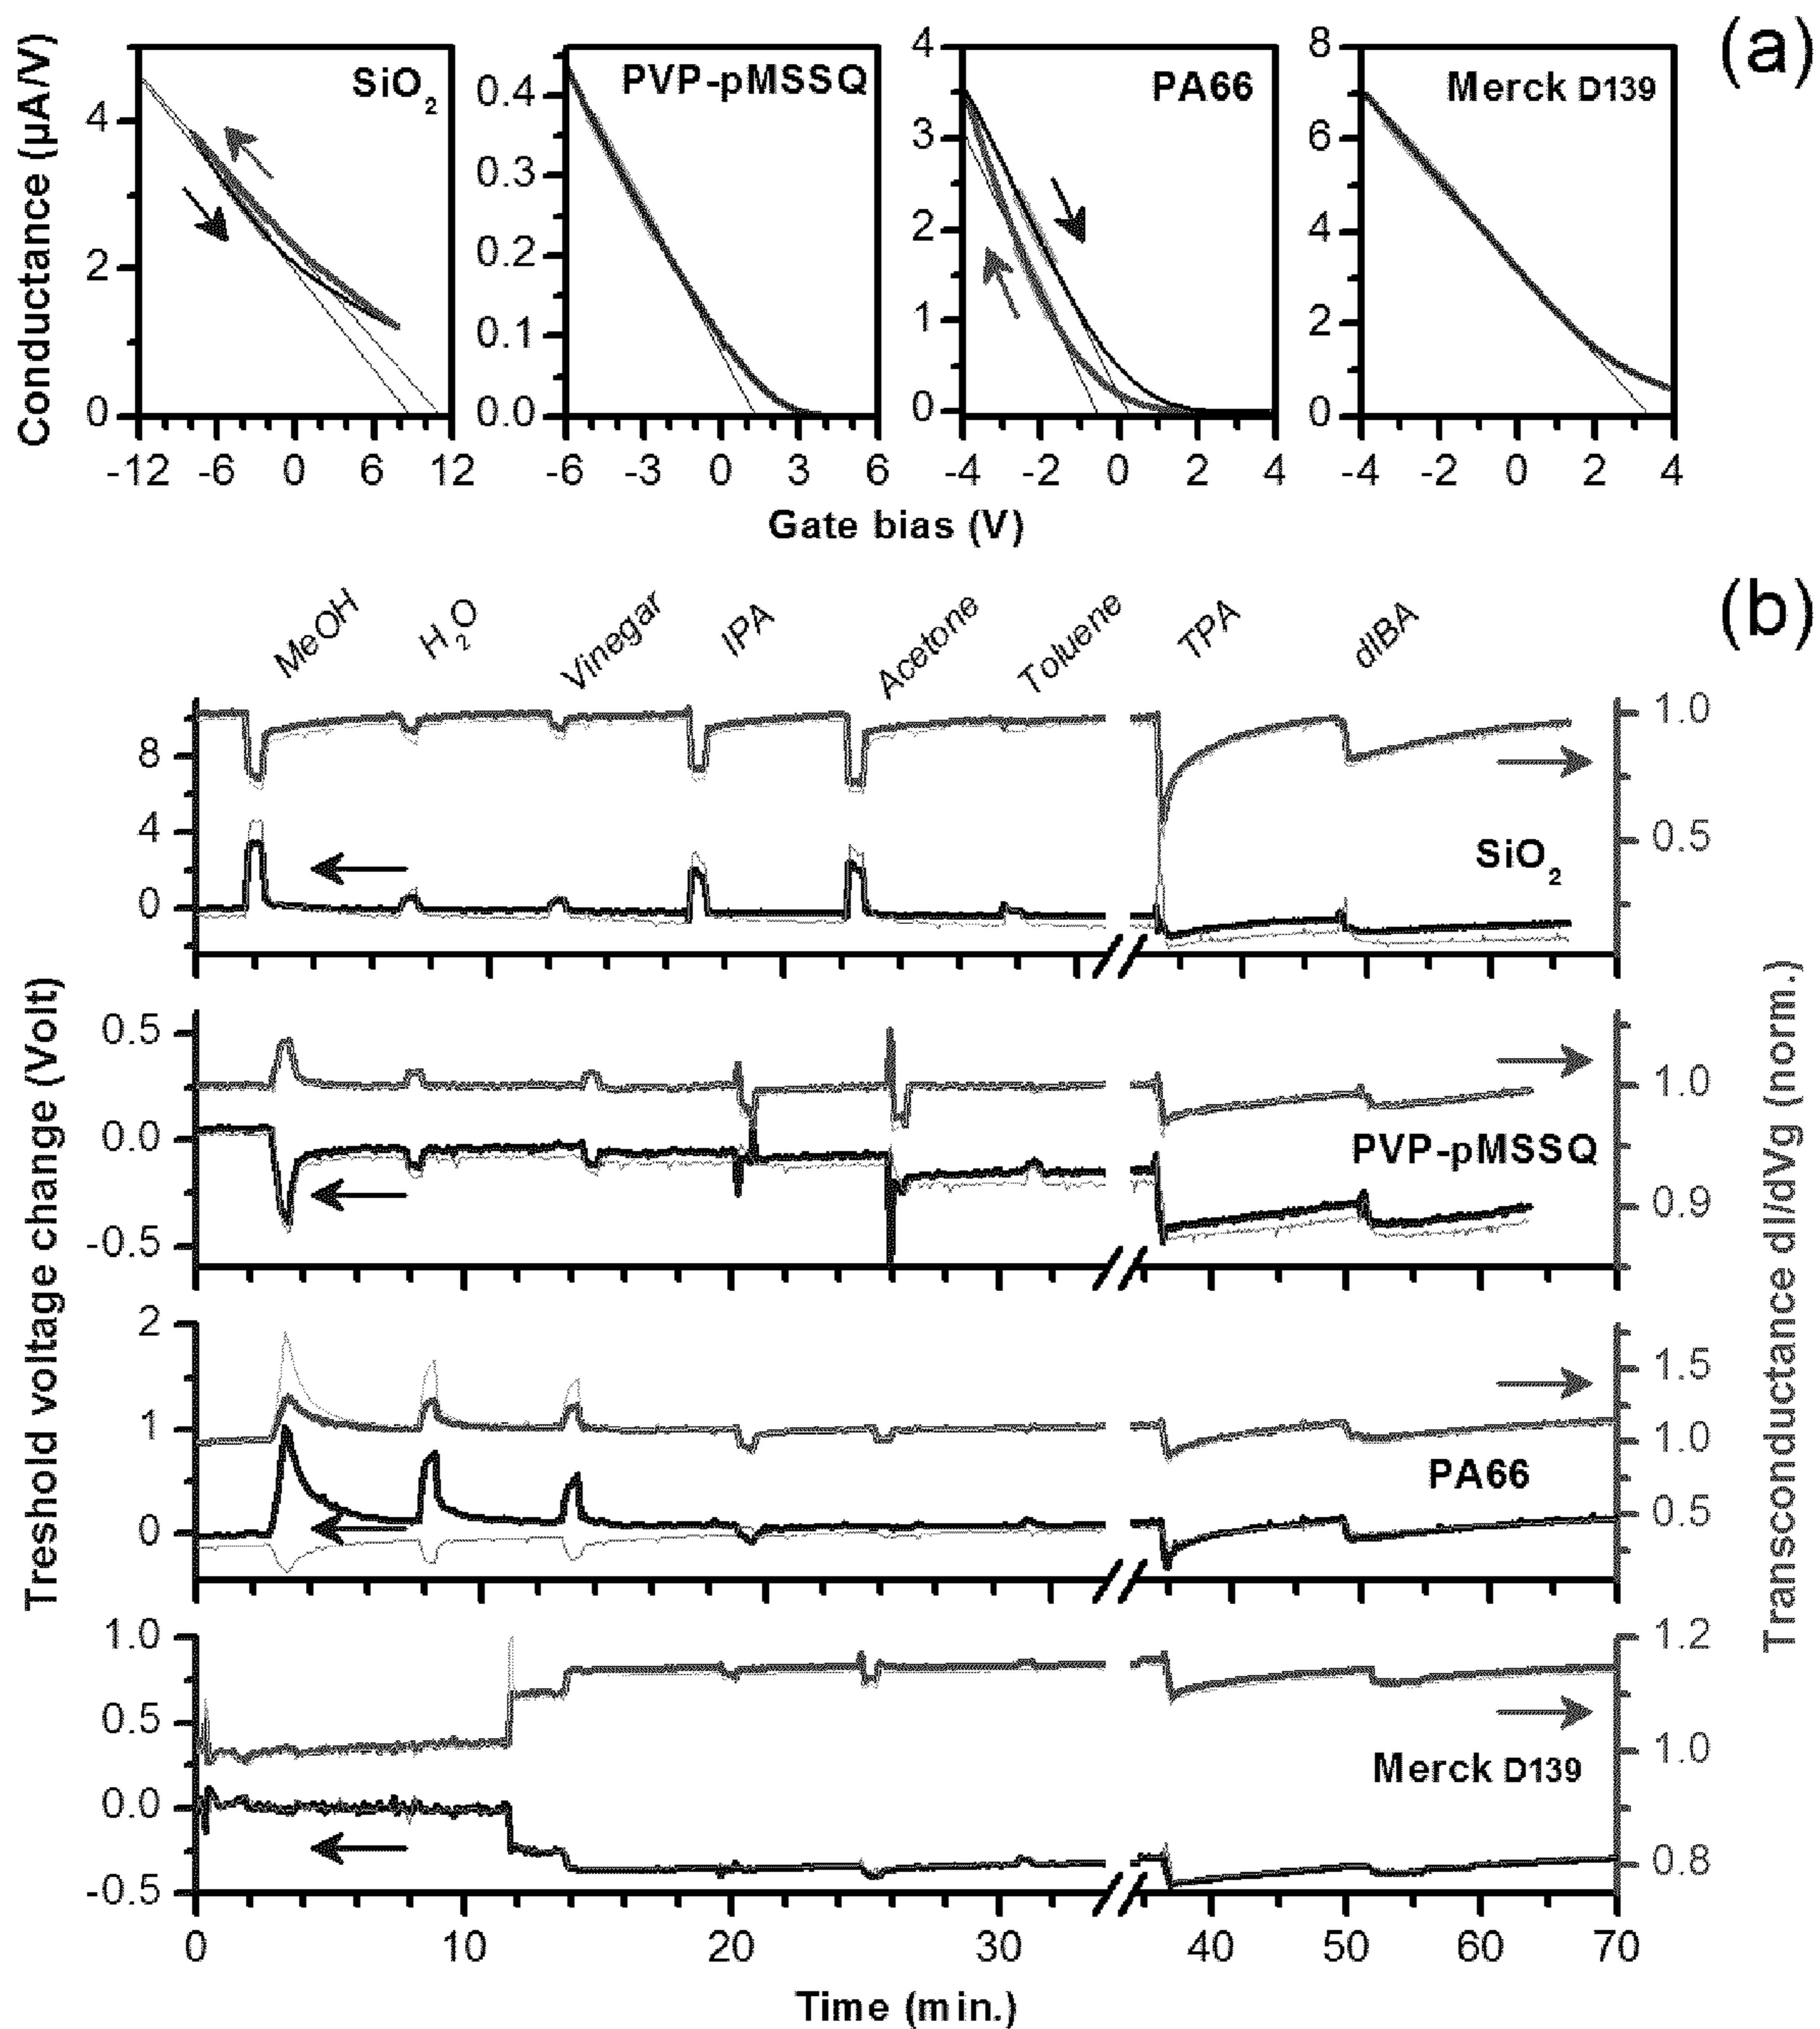 (a)
Conductance (µA/V)
SiO₂
PVP-pMSSQ
PA66
Merck D139
4
2
0
0.4
0.3
0.2
0.1
0.0
4
3
2
1
0
8
6
4
2
0
-12 -6 0 6 12
-6 -3 0 3 6
-4 -2 0 2 4
-4 -2 0 2 4
Gate bias (V)
(b)
MeOH H₂O Vinegar IPA Acetone Toluene TPA dIBA
Treshold voltage change (Volt)
Transconductance dI/dVg (norm.)
8
4
0
1.0
0.5
SiO₂
0.5
0.0
-0.5
1.0
0.9
PVP-pMSSQ
2
1
0
1.5
1.0
0.5
PA66
1.0
0.5
0.0
-0.5
1.2
1.0
0.8
Merck D139
0 10 20 30 40 50 60 70
Time (min.)